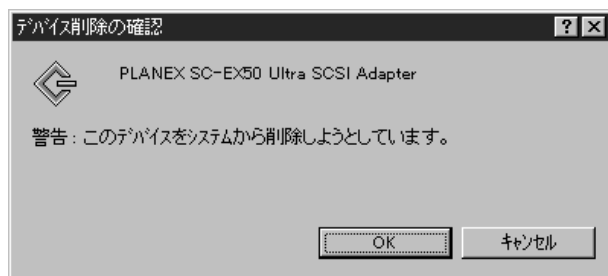 ﾃﾞﾊﾞｲｽ削除の確認
PLANEX SC-EX50 Ultra SCSI Adapter
警告 : このﾃﾞﾊﾞｲｽをｼｽﾃﾑから削除しようとしています。
OK
ｷｬﾝｾﾙ